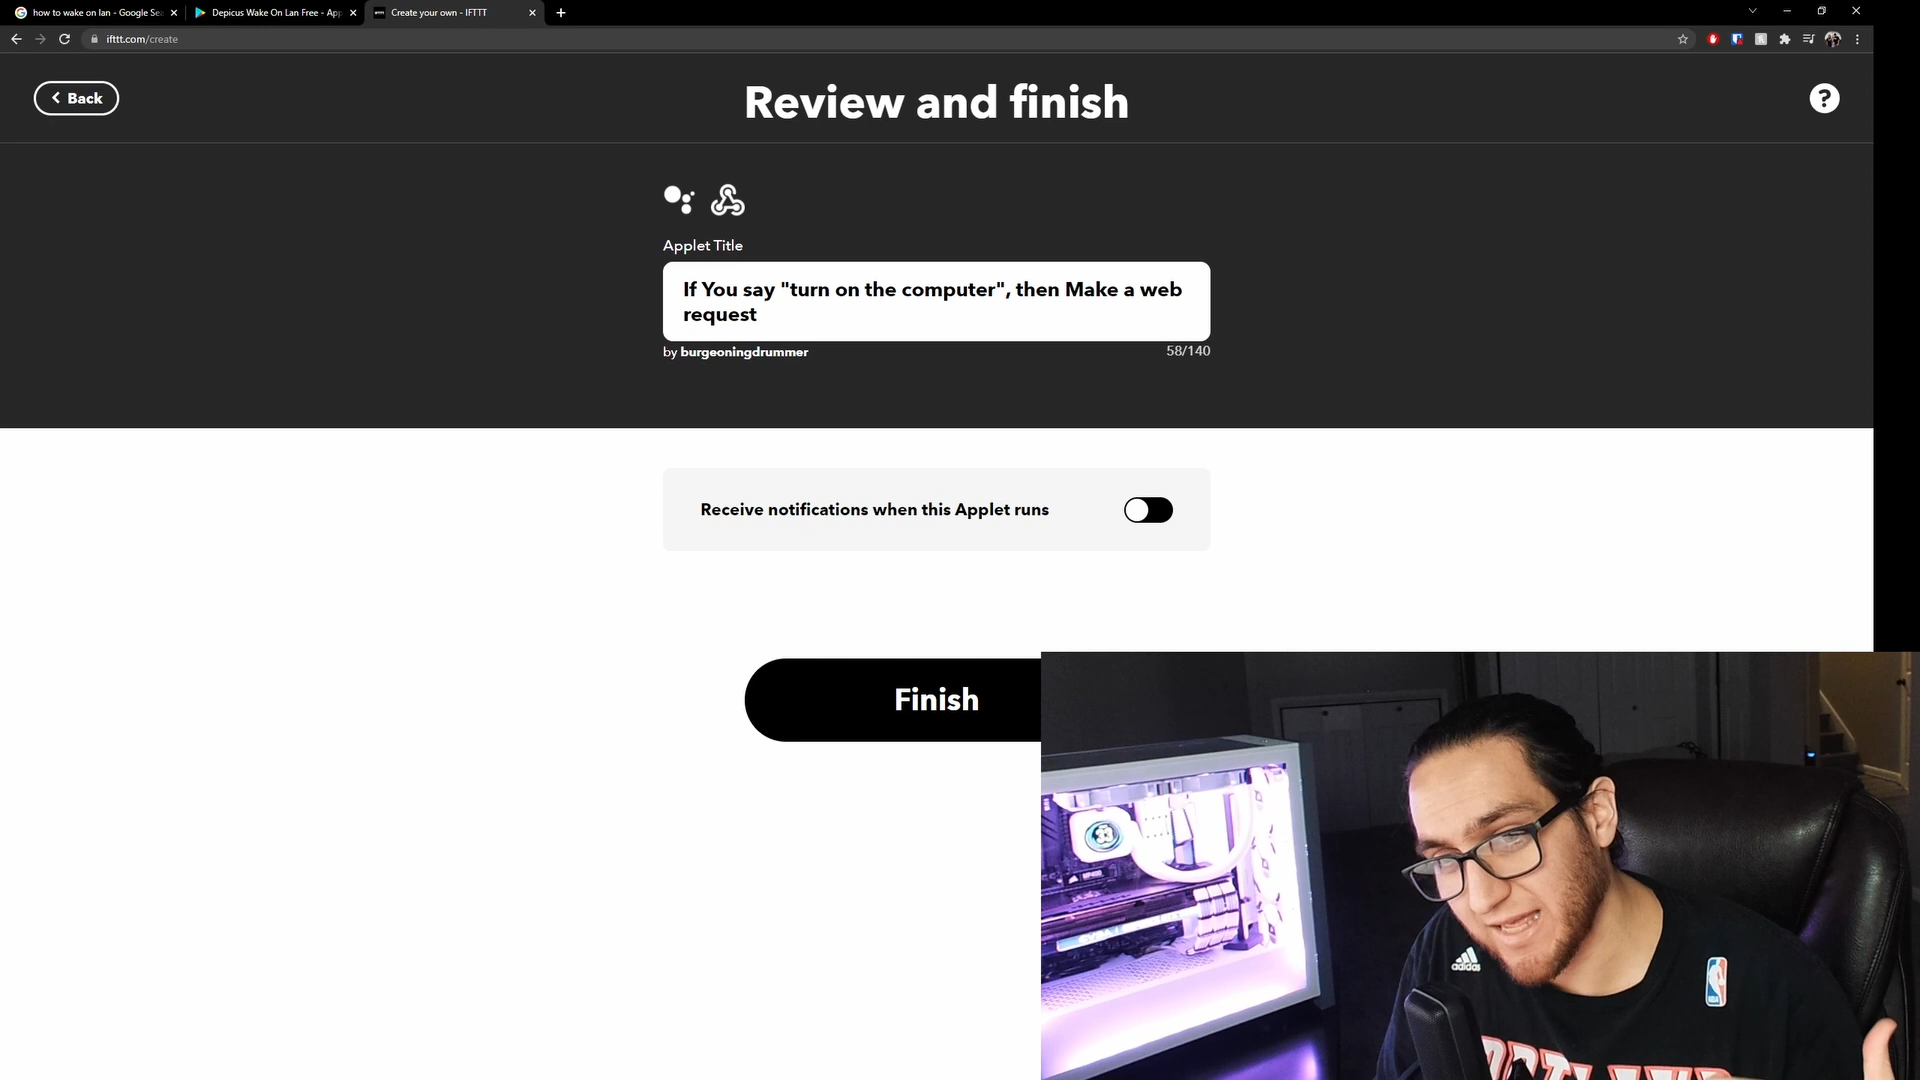 how to wake on lan - Google Se
Depicus Wake On Lan Free - App
Create your own - IFTTT
ifttt.com/create
Back
Review and finish
?
Applet Title
If You say "turn on the computer", then Make a web
request
by burgeoningdrummer
58/140
Receive notifications when this Applet runs
Finish
adidas
NBA